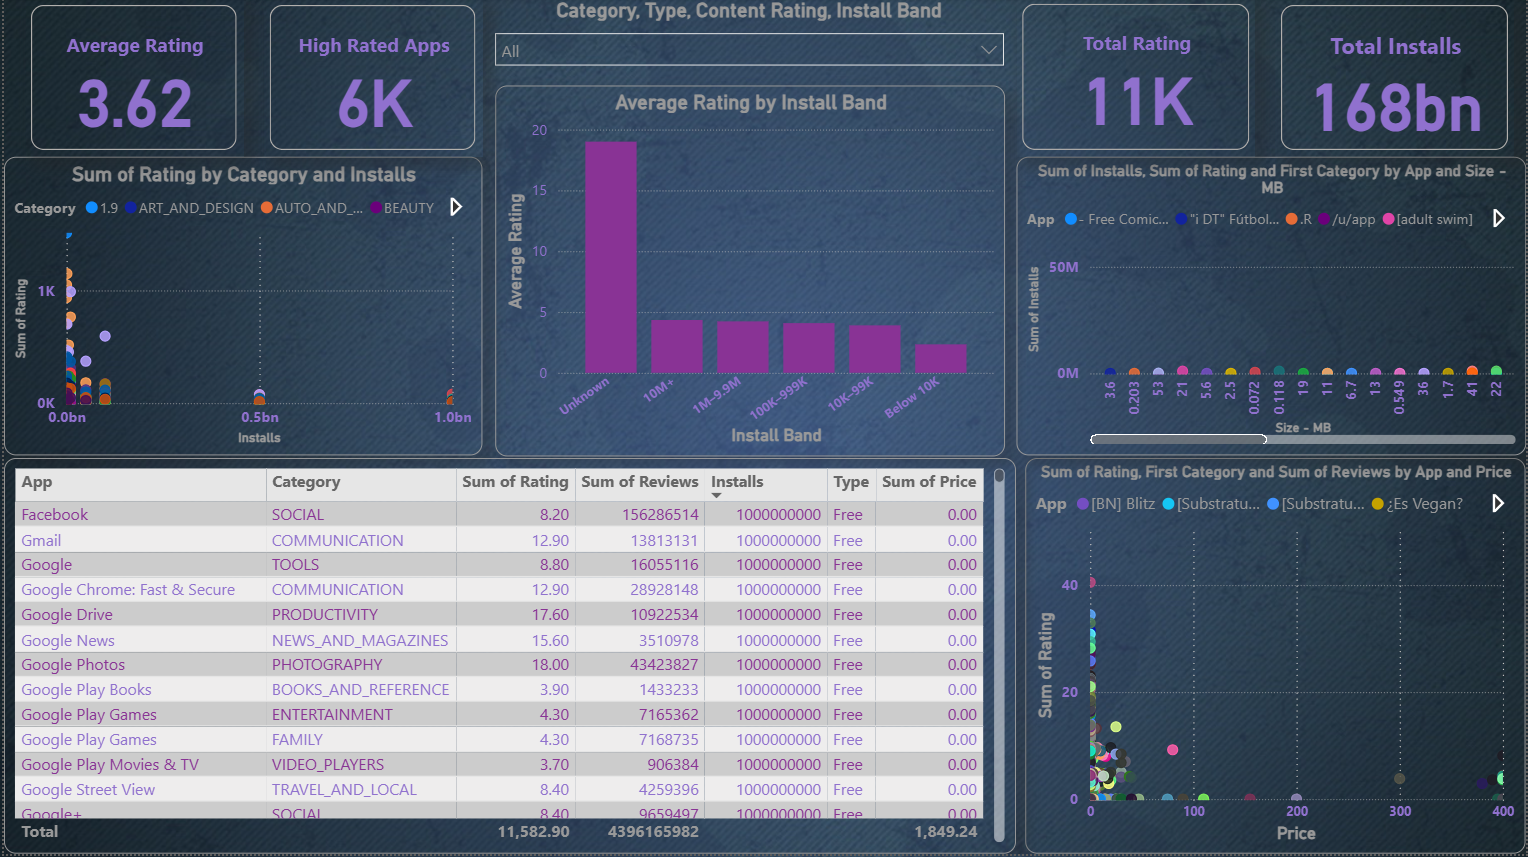 Category, Type, Content Rating, Install Band
All
Average Rating
3.62
High Rated Apps
6K
Total Rating
11K
Total Installs
168bn
Sum of Rating by Category and Installs
Category 1.9 ART_AND_DESIGN AUTO_AND_... BEAUTY
Sum of Rating
1K
0K
0.0bn 0.5bn 1.0bn
Installs
Average Rating by Install Band
Average Rating
20
15
10
5
0
Unknown 10M+ 1M-9.9M 100K-999K 10K-99K Below 10K
Install Band
Sum of Installs, Sum of Rating and First Category by App and Size -
MB
App - Free Comic... "i DT" Fútbol... .R /u/app [adult swim]
Sum of Installs
50M
0M
3.6 0.203 53 21 5.6 2.5 0.072 0.118 19 11 6.7 13 0.549 36 1.7 41 22
Size - MB
App Category Sum of Rating Sum of Reviews Installs Type Sum of Price
Facebook SOCIAL 8.20 156286514 1000000000 Free 0.00
Gmail COMMUNICATION 12.90 13813131 1000000000 Free 0.00
Google TOOLS 8.80 16055116 1000000000 Free 0.00
Google Chrome: Fast & Secure COMMUNICATION 12.90 28928148 1000000000 Free 0.00
Google Drive PRODUCTIVITY 17.60 10922534 1000000000 Free 0.00
Google News NEWS_AND_MAGAZINES 15.60 3510978 1000000000 Free 0.00
Google Photos PHOTOGRAPHY 18.00 43423827 1000000000 Free 0.00
Google Play Books BOOKS_AND_REFERENCE 3.90 1433233 1000000000 Free 0.00
Google Play Games ENTERTAINMENT 4.30 7165362 1000000000 Free 0.00
Google Play Games FAMILY 4.30 7168735 1000000000 Free 0.00
Google Play Movies & TV VIDEO_PLAYERS 3.70 906384 1000000000 Free 0.00
Google Street View TRAVEL_AND_LOCAL 8.40 4259396 1000000000 Free 0.00
Google+ SOCIAL 8.40 9659497 1000000000 Free 0.00
Total 11,582.90 4396165982 1,849.24
Sum of Rating, First Category and Sum of Reviews by App and Price
App [BN] Blitz [Substratu... [Substratu... ¿Es Vegan?
Sum of Rating
40
20
0
0 100 200 300 400
Price